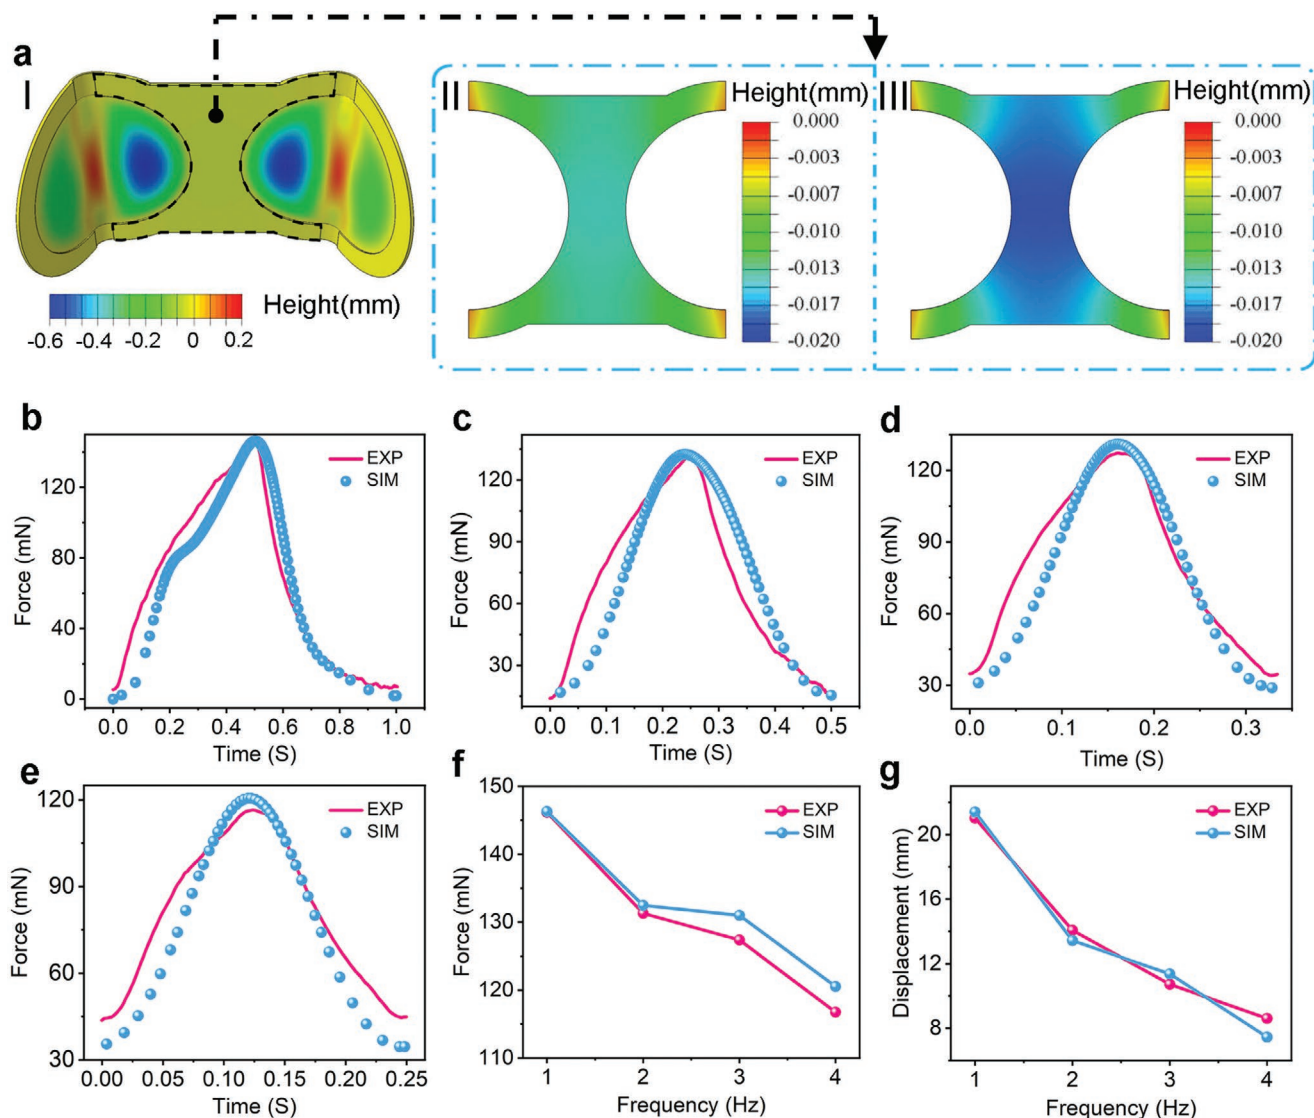 a
I
II
Height(mm)
III
Height(mm)
0.000
-0.003
-0.007
-0.010
-0.013
-0.017
-0.020
0.000
-0.003
-0.007
-0.010
-0.013
-0.017
-0.020
Height(mm)
-0.6 -0.4 -0.2 0 0.2
b
EXP
SIM
Force (mN)
120
80
40
0
0.0 0.2 0.4 0.6 0.8 1.0
Time (S)
c
EXP
SIM
Force (mN)
120
90
60
30
0.0 0.1 0.2 0.3 0.4 0.5
Time (S)
d
EXP
SIM
Force (mN)
120
90
60
30
0.0 0.1 0.2 0.3
Time (S)
e
EXP
SIM
Force (mN)
120
90
60
30
0.00 0.05 0.10 0.15 0.20 0.25
Time (S)
f
EXP
SIM
Force (mN)
150
140
130
120
110
1 2 3 4
Frequency (Hz)
g
EXP
SIM
Displacement (mm)
20
16
12
8
1 2 3 4
Frequency (Hz)